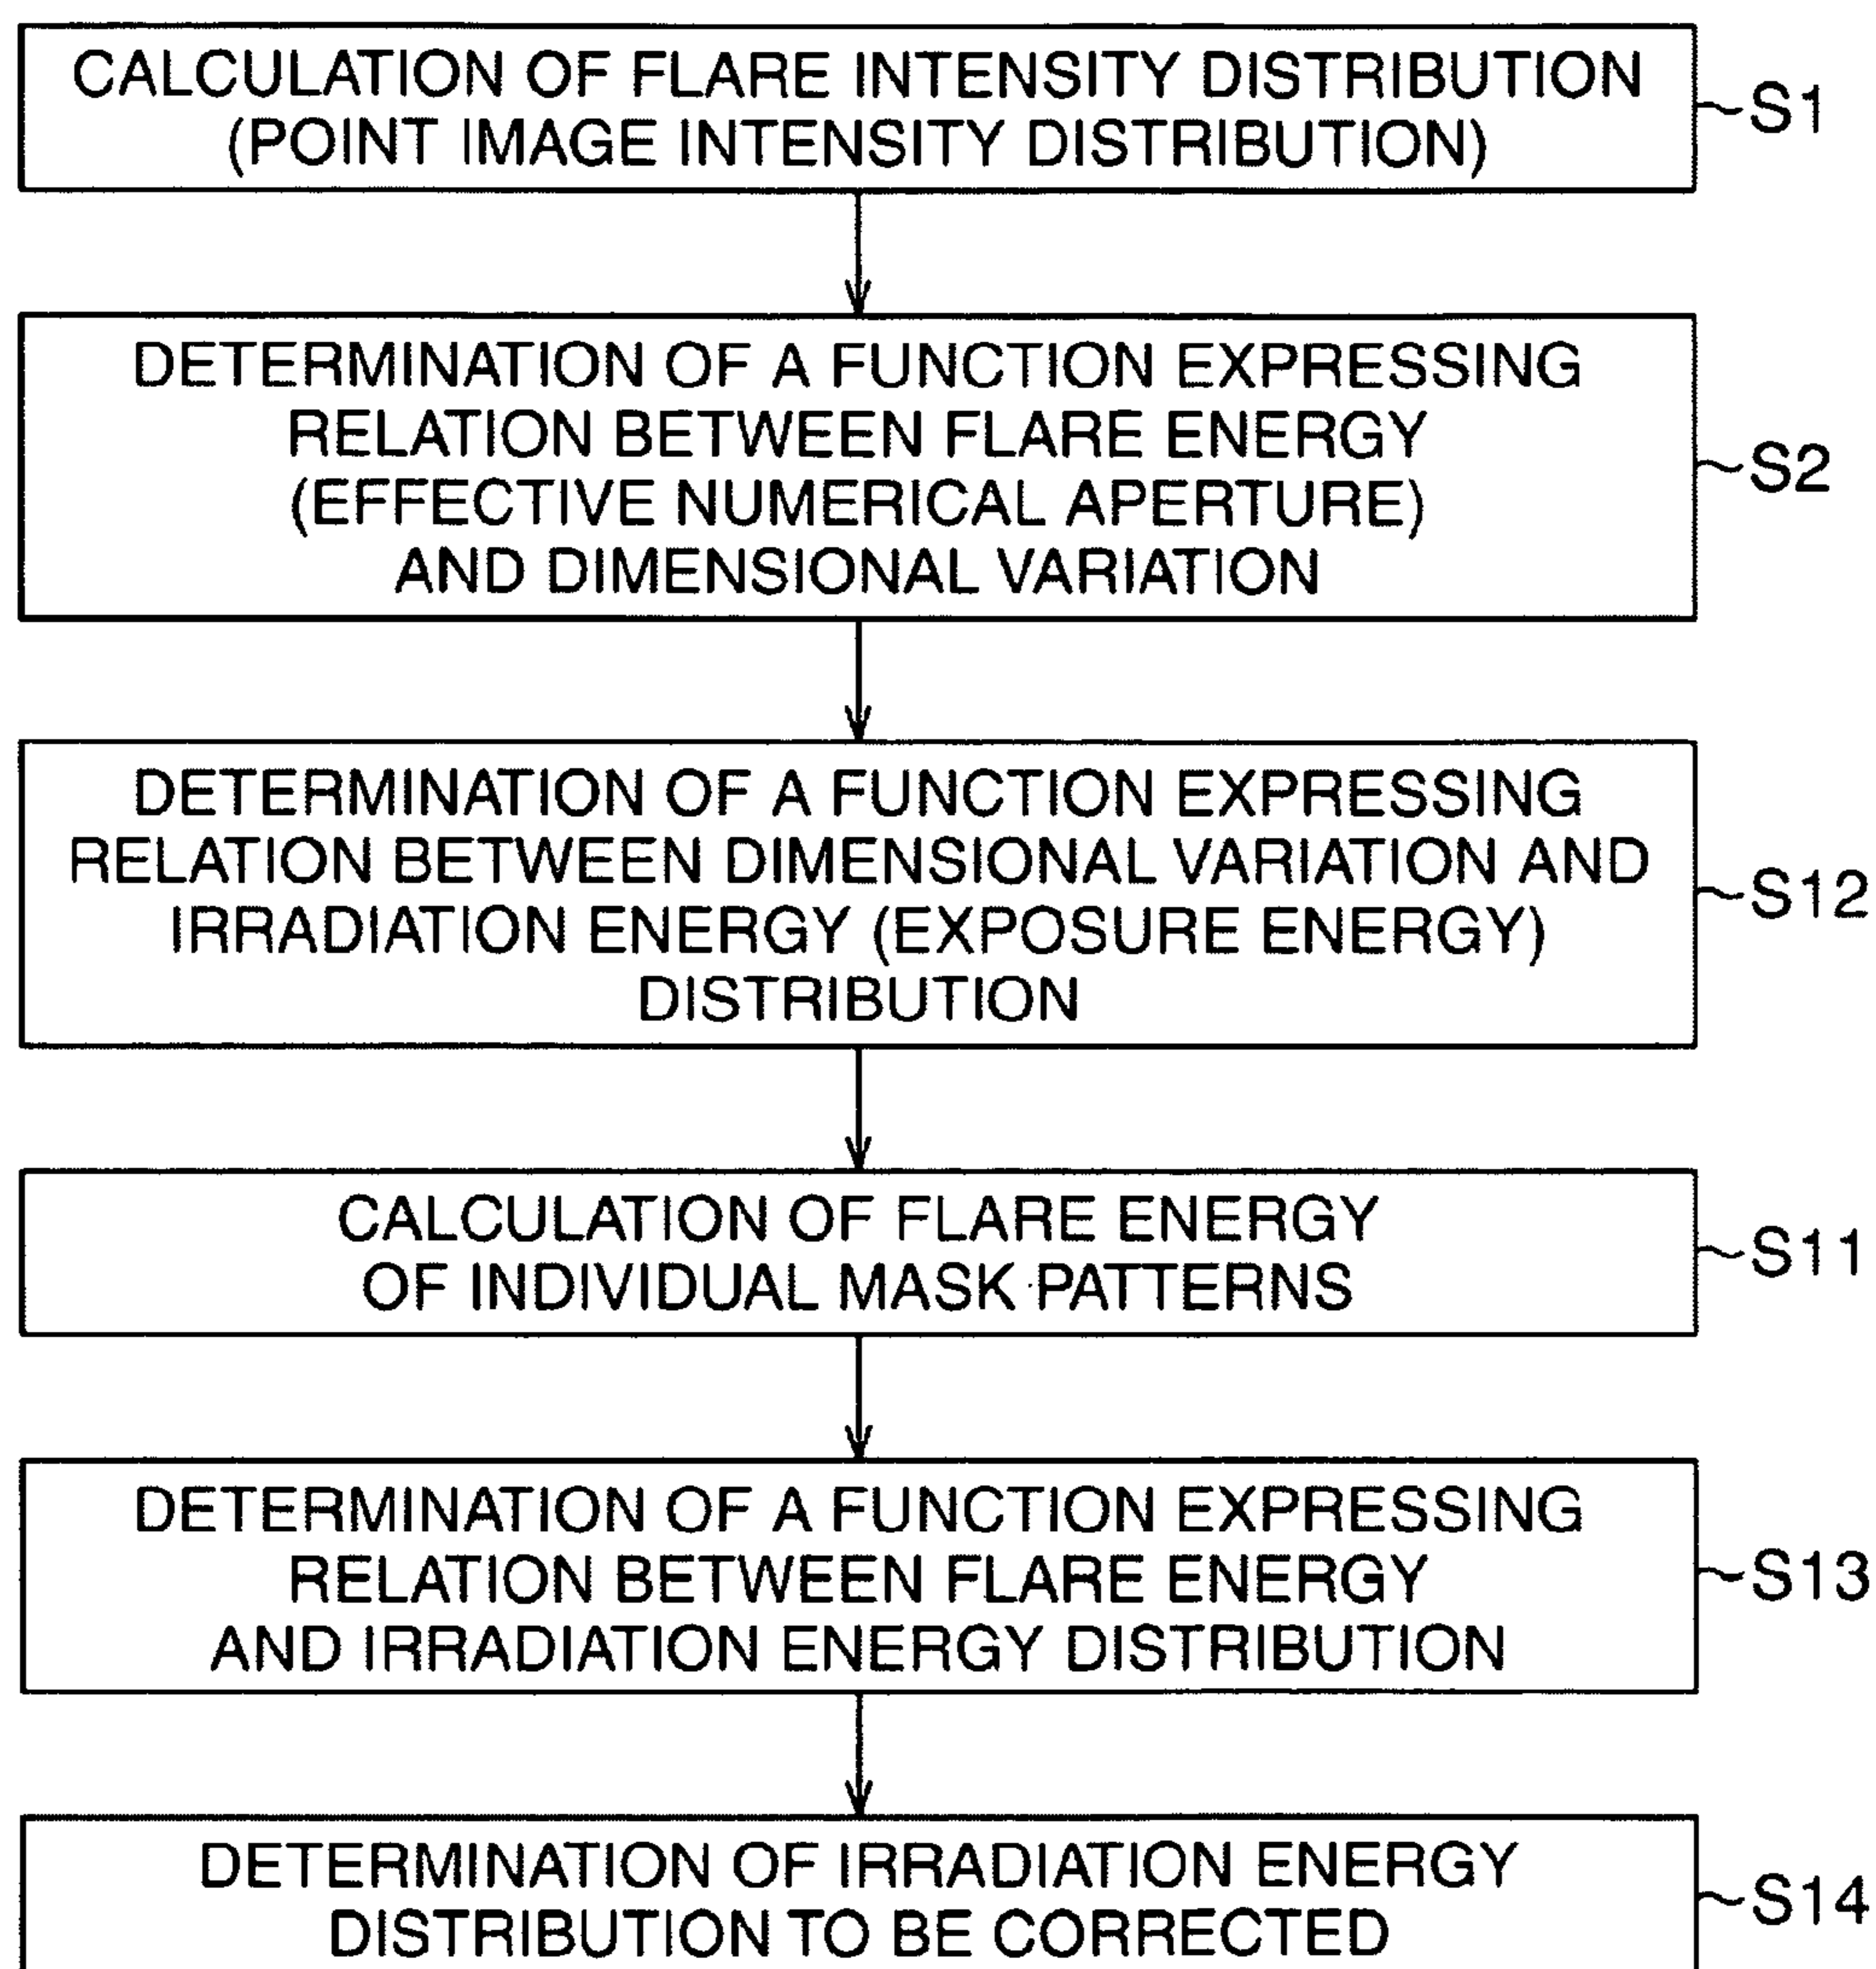 CALCULATION OF FLARE INTENSITY DISTRIBUTION
(POINT IMAGE INTENSITY DISTRIBUTION)
S1
DETERMINATION OF A FUNCTION EXPRESSING
RELATION BETWEEN FLARE ENERGY
(EFFECTIVE NUMERICAL APERTURE)
AND DIMENSIONAL VARIATION
S2
DETERMINATION OF A FUNCTION EXPRESSING
RELATION BETWEEN DIMENSIONAL VARIATION AND
IRRADIATION ENERGY (EXPOSURE ENERGY)
DISTRIBUTION
S12
CALCULATION OF FLARE ENERGY
OF INDIVIDUAL MASK PATTERNS
S11
DETERMINATION OF A FUNCTION EXPRESSING
RELATION BETWEEN FLARE ENERGY
AND IRRADIATION ENERGY DISTRIBUTION
S13
DETERMINATION OF IRRADIATION ENERGY
DISTRIBUTION TO BE CORRECTED
S14